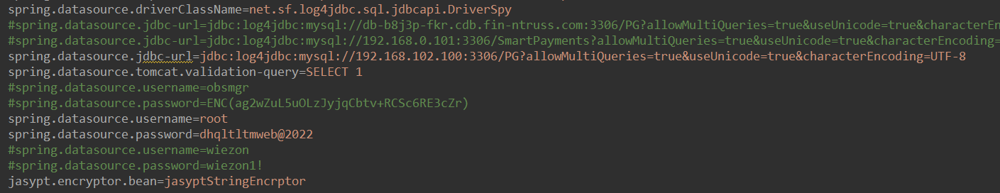 spring.datasource.driverClassName=net.sf.log4jdbc.sql.jdbcapi.DriverSpy
#spring.datasource.jdbc-url=jdbc:log4jdbc:mysql://db-b8j3p-fkr.cdb.fin-ntruss.com:3306/PG?allowMultiQueries=true&useUnicode=true&characterEn
#spring.datasource.jdbc-url=jdbc:log4jdbc:mysql://192.168.0.101:3306/SmartPayments?allowMultiQueries=true&useUnicode=true&characterEncoding=
spring.datasource.jdbc-url=jdbc:log4jdbc:mysql://192.168.102.100:3306/PG?allowMultiQueries=true&useUnicode=true&characterEncoding=UTF-8
spring.datasource.tomcat.validation-query=SELECT 1
#spring.datasource.username=obsmgr
#spring.datasource.password=ENC(ag2wZuL5uOLzJyjqCbtv+RCSc6RE3cZr)
spring.datasource.username=root
spring.datasource.password=dhqltltmweb@2022
#spring.datasource.username=wiezon
#spring.datasource.password=wiezon1!
jasypt.encryptor.bean=jasyptStringEncrptor